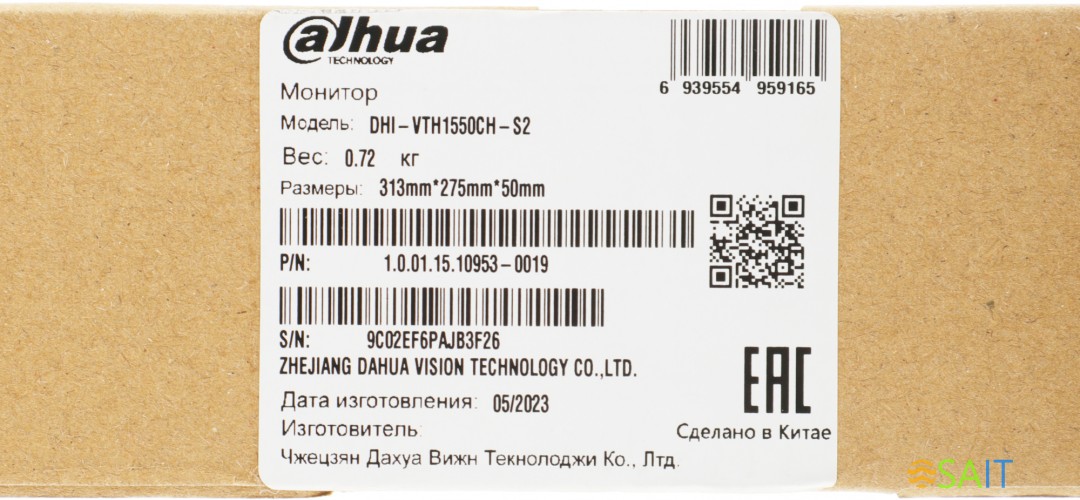 alhua
TECHNOLOGY
6 939554 959165
Монитор
Модель: DHI-VTH1550CH-S2
Вес: 0.72 кг
Размеры: 313mm*275mm*50mm
P/N: 1.0.01.15.10953-0019
S/N: 9C02EF6PAJB3F26
ZHEJIANG DAHUA VISION TECHNOLOGY CO.,LTD.
Дата изготовления: 05/2023
Изготовитель:
Чжецзян Дахуа Вижн Текнолоджи Ко., Лтд.
EAC
Сделано в Китае
SAIT